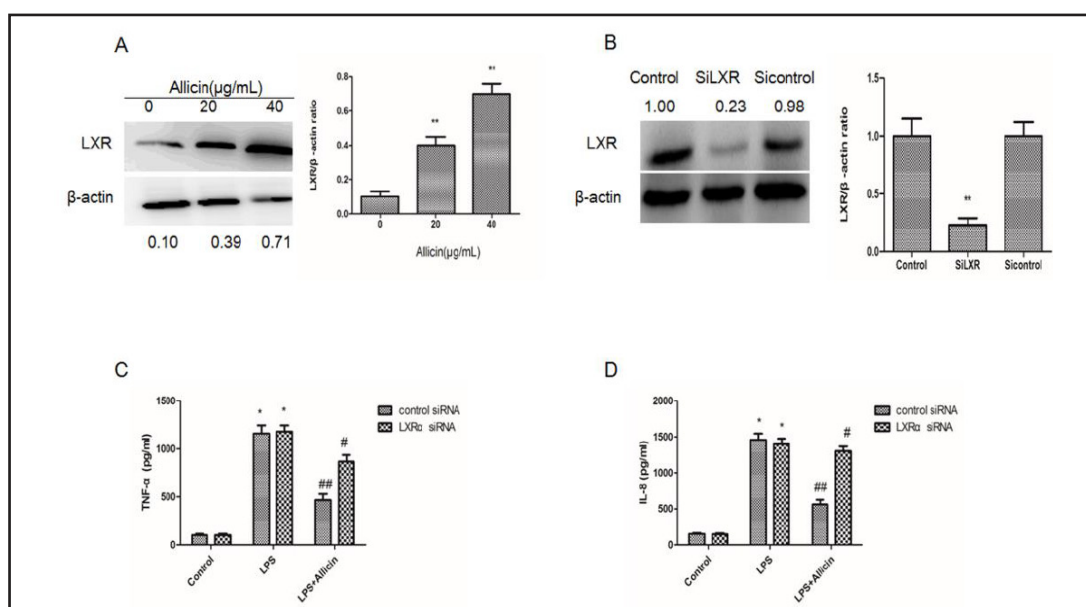 A
Allicin(μg/mL)
0 20 40
LXR
β-actin
0.10 0.39 0.71
LXR/β -actin ratio
0.8
0.6
0.4
0.2
0.0
**
**
0 20 40
Allicin(μg/mL)
B
Control SiLXR Sicontrol
1.00 0.23 0.98
LXR
β-actin
LXR/β -actin ratio
1.5
1.0
0.5
0.0
**
Control SiLXR Sicontrol
C
TNF-α (pg/ml)
1500
1000
500
0
* *
##
#
Control
LPS
LPS+Allicin
control siRNA
LXRα siRNA
D
IL-8 (pg/ml)
2000
1500
1000
500
0
* *
##
#
Control
LPS
LPS+Allicin
control siRNA
LXRα siRNA